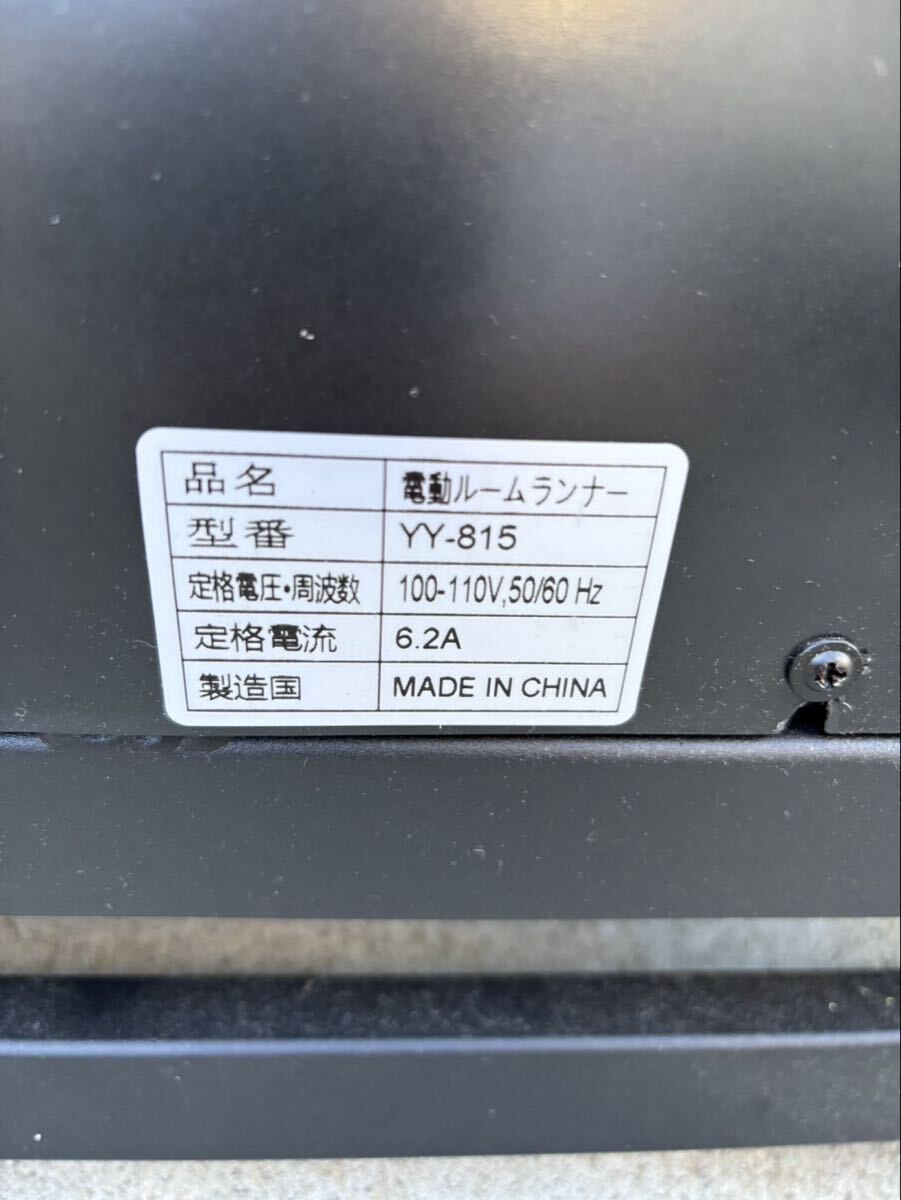 品名 電動ルームランナー
型番 YY-815
定格電圧・周波数 100-110V,50/60 Hz
定格電流 6.2A
製造国 MADE IN CHINA